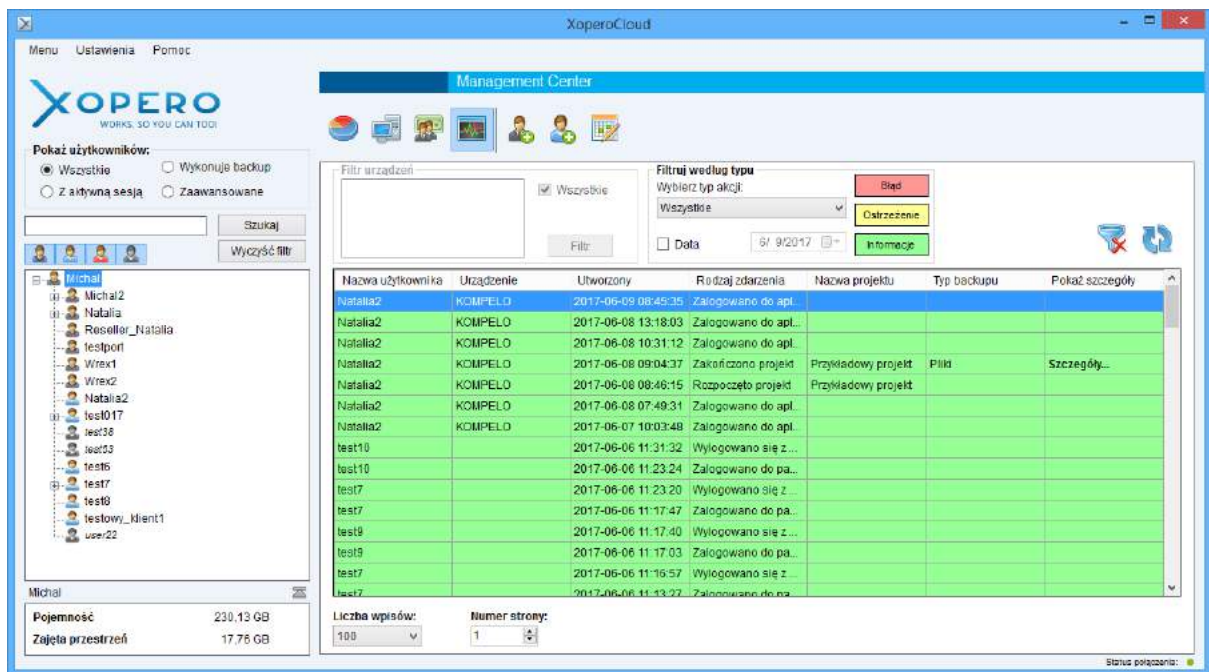 XoperoCloud
Menu Ustawienia Pomoc
XOPERO
WORKS, SO YOU CAN TOO!
Management Center
Pokaż użytkowników:
Wszystkie Wykonuje backup
Z aktywną sesją Zaawansowane
Szukaj
Wyczyść filtr
Michal
Michal2
Natalia
Reseller_Natalia
testport
Wrex1
Wrex2
Natalia2
test017
test38
test53
test6
test7
test8
testowy_klient1
user22
Michal
Pojemność 230,13 GB
Zajęta przestrzeń 17,76 GB
Filtr urządzeń
Wszystkie
Filtr
Filtruj według typu
Wybierz typ akcji:
Wszystkie
Data 6/ 9/2017
Błąd
Ostrzeżenie
Informacje
Nazwa użytkownika Urządzenie Utworzony Rodzaj zdarzenia Nazwa projektu Typ backupu Pokaż szczegóły
Natalia2 KOMPELO 2017-06-09 08:45:35 Zalogowano do apl...
Natalia2 KOMPELO 2017-06-08 13:18:03 Zalogowano do apl...
Natalia2 KOMPELO 2017-06-08 10:31:12 Zalogowano do apl...
Natalia2 KOMPELO 2017-06-08 09:04:37 Zakończono projekt Przykładowy projekt Pliki Szczegóły...
Natalia2 KOMPELO 2017-06-08 08:46:15 Rozpoczęto projekt Przykładowy projekt
Natalia2 KOMPELO 2017-06-08 07:49:31 Zalogowano do apl...
Natalia2 KOMPELO 2017-06-07 10:03:48 Zalogowano do apl...
test10 2017-06-06 11:31:32 Wylogowano się z ...
test10 2017-06-06 11:23:24 Zalogowano do pa...
test7 2017-06-06 11:23:20 Wylogowano się z ...
test7 2017-06-06 11:17:47 Zalogowano do pa...
test9 2017-06-06 11:17:40 Wylogowano się z ...
test9 2017-06-06 11:17:03 Zalogowano do pa...
test7 2017-06-06 11:16:57 Wylogowano się z ...
test7 2017-06-06 11:13:27 Zalogowano do pa...
Liczba wpisów: Numer strony:
100 1
Status połączenia: